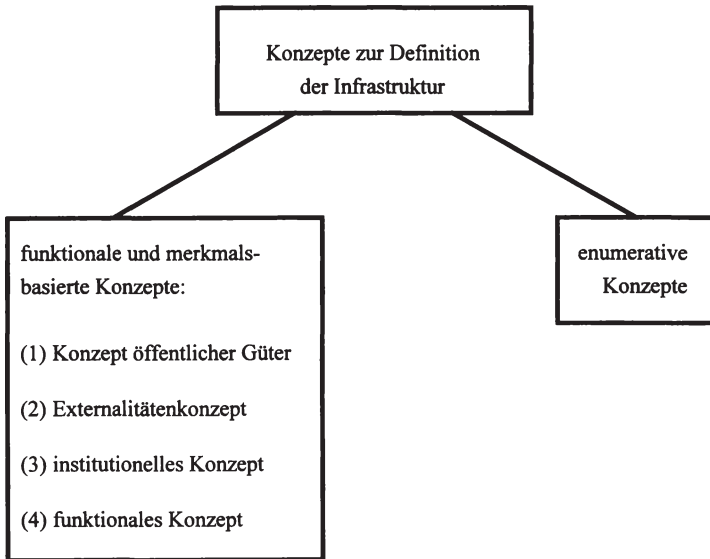 Konzepte zur Definition
der Infrastruktur
funktionale und merkmals-
basierte Konzepte:
(1) Konzept öffentlicher Güter
(2) Externalitätenkonzept
(3) institutionelles Konzept
(4) funktionales Konzept
enumerative
Konzepte